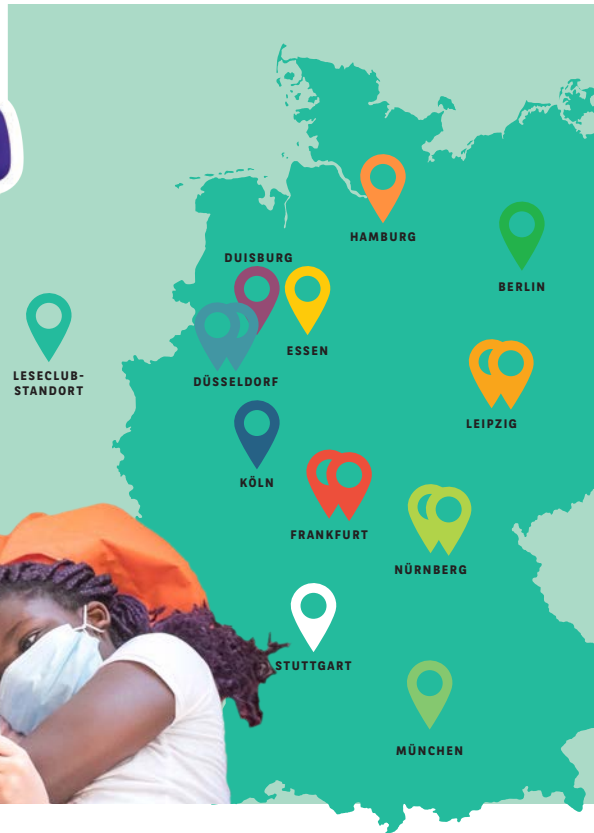 HAMBURG
DUISBURG
BERLIN
ESSEN
LESECLUB-
STANDORT
DÜSSELDORF
LEIPZIG
KÖLN
FRANKFURT
NÜRNBERG
STUTTGART
MÜNCHEN